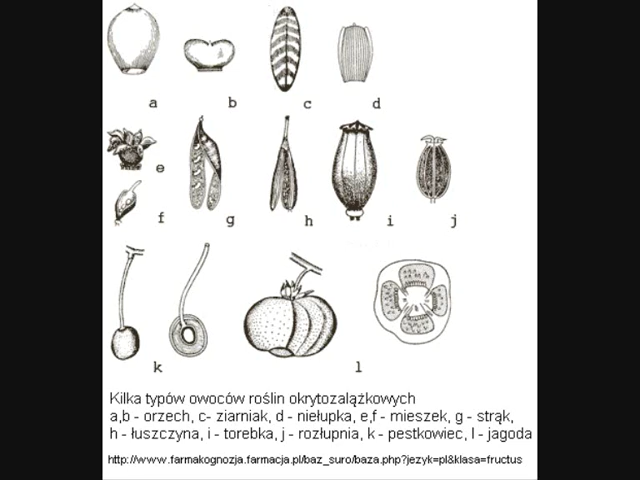 a b c d
e
f g h i j
k l
Kilka typów owoców roślin okrytozalążkowych
a,b - orzech, c- ziarniak, d - niełupka, e,f - mieszek, g - strąk,
h - łuszczyna, i - torebka, j - rozłupnia, k - pestkowiec, l - jagoda
http://www.farmakognozja.farmacja.pl/baz_suro/baza.php?jezyk=pl&klasa=fructus